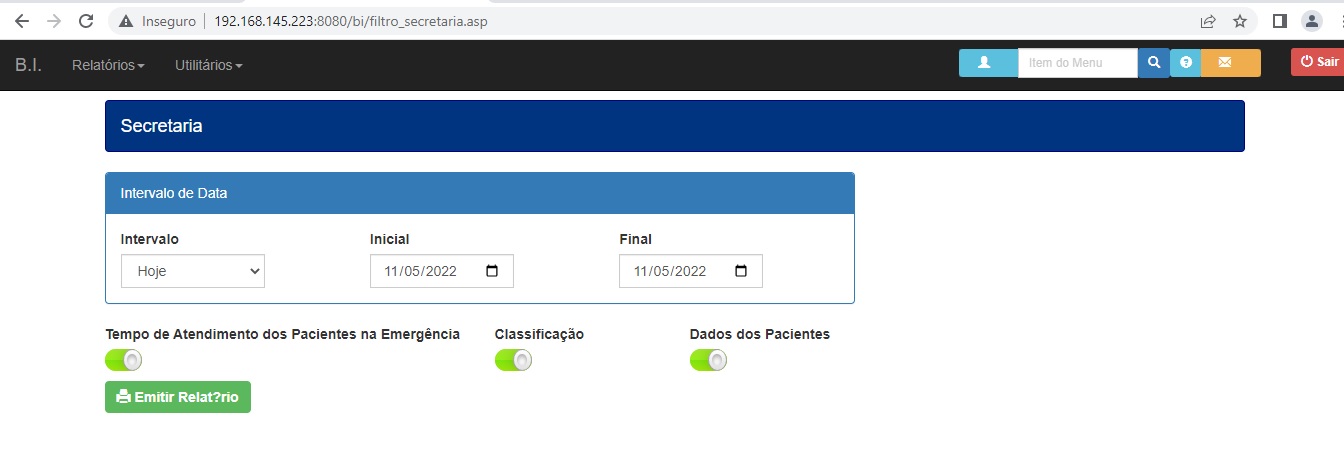 Inseguro 192.168.145.223:8080/bi/filtro_secretaria.asp
B.I. Relatórios Utilitários Item do Menu Sair
Secretaria
Intervalo de Data
Intervalo Inicial Final
Hoje 11/05/2022 11/05/2022
Tempo de Atendimento dos Pacientes na Emergência Classificação Dados dos Pacientes
Emitir Relat?rio